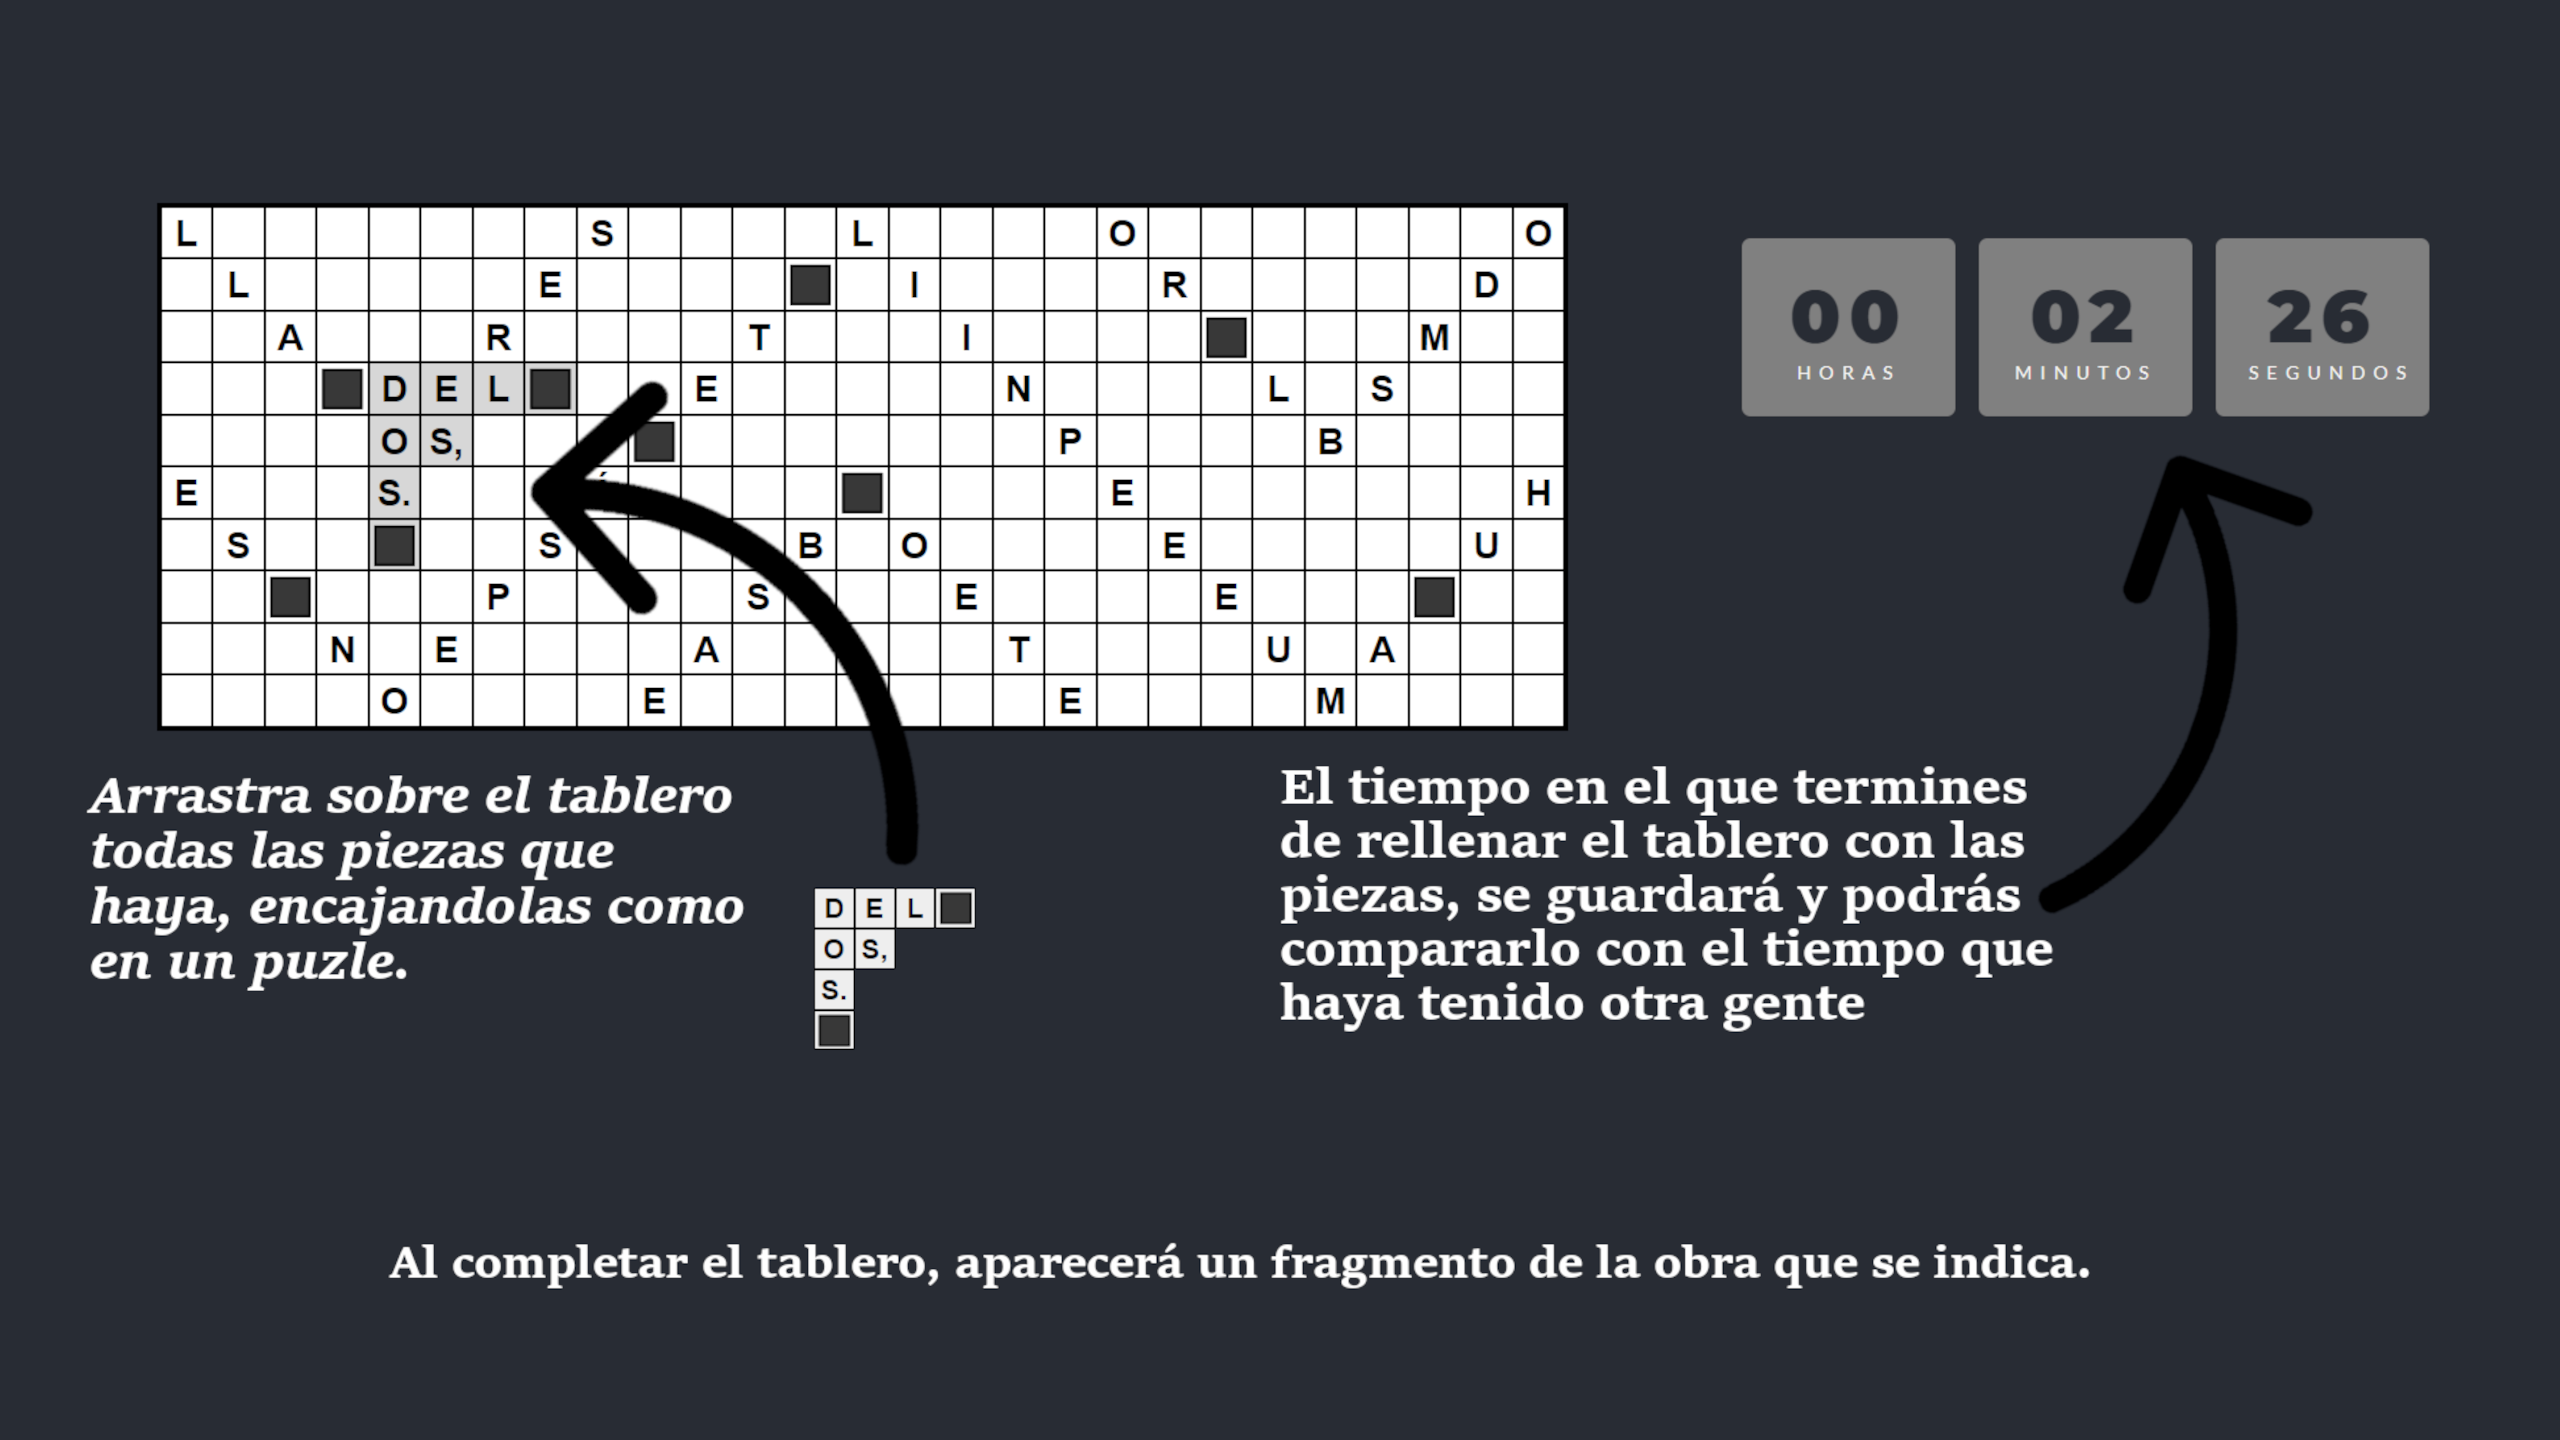 L S L O O
L E I R D
A R T I M
D E L E N L S
O S, P B
E S. E H
S S B O E U
P S E E
N E A T U A
O E E M
00 02 26
HORAS MINUTOS SEGUNDOS
Arrastra sobre el tablero
todas las piezas que
haya, encajandolas como
en un puzle.
D E L
O S,
S.
El tiempo en el que termines
de rellenar el tablero con las
piezas, se guardará y podrás
compararlo con el tiempo que
haya tenido otra gente
Al completar el tablero, aparecerá un fragmento de la obra que se indica.